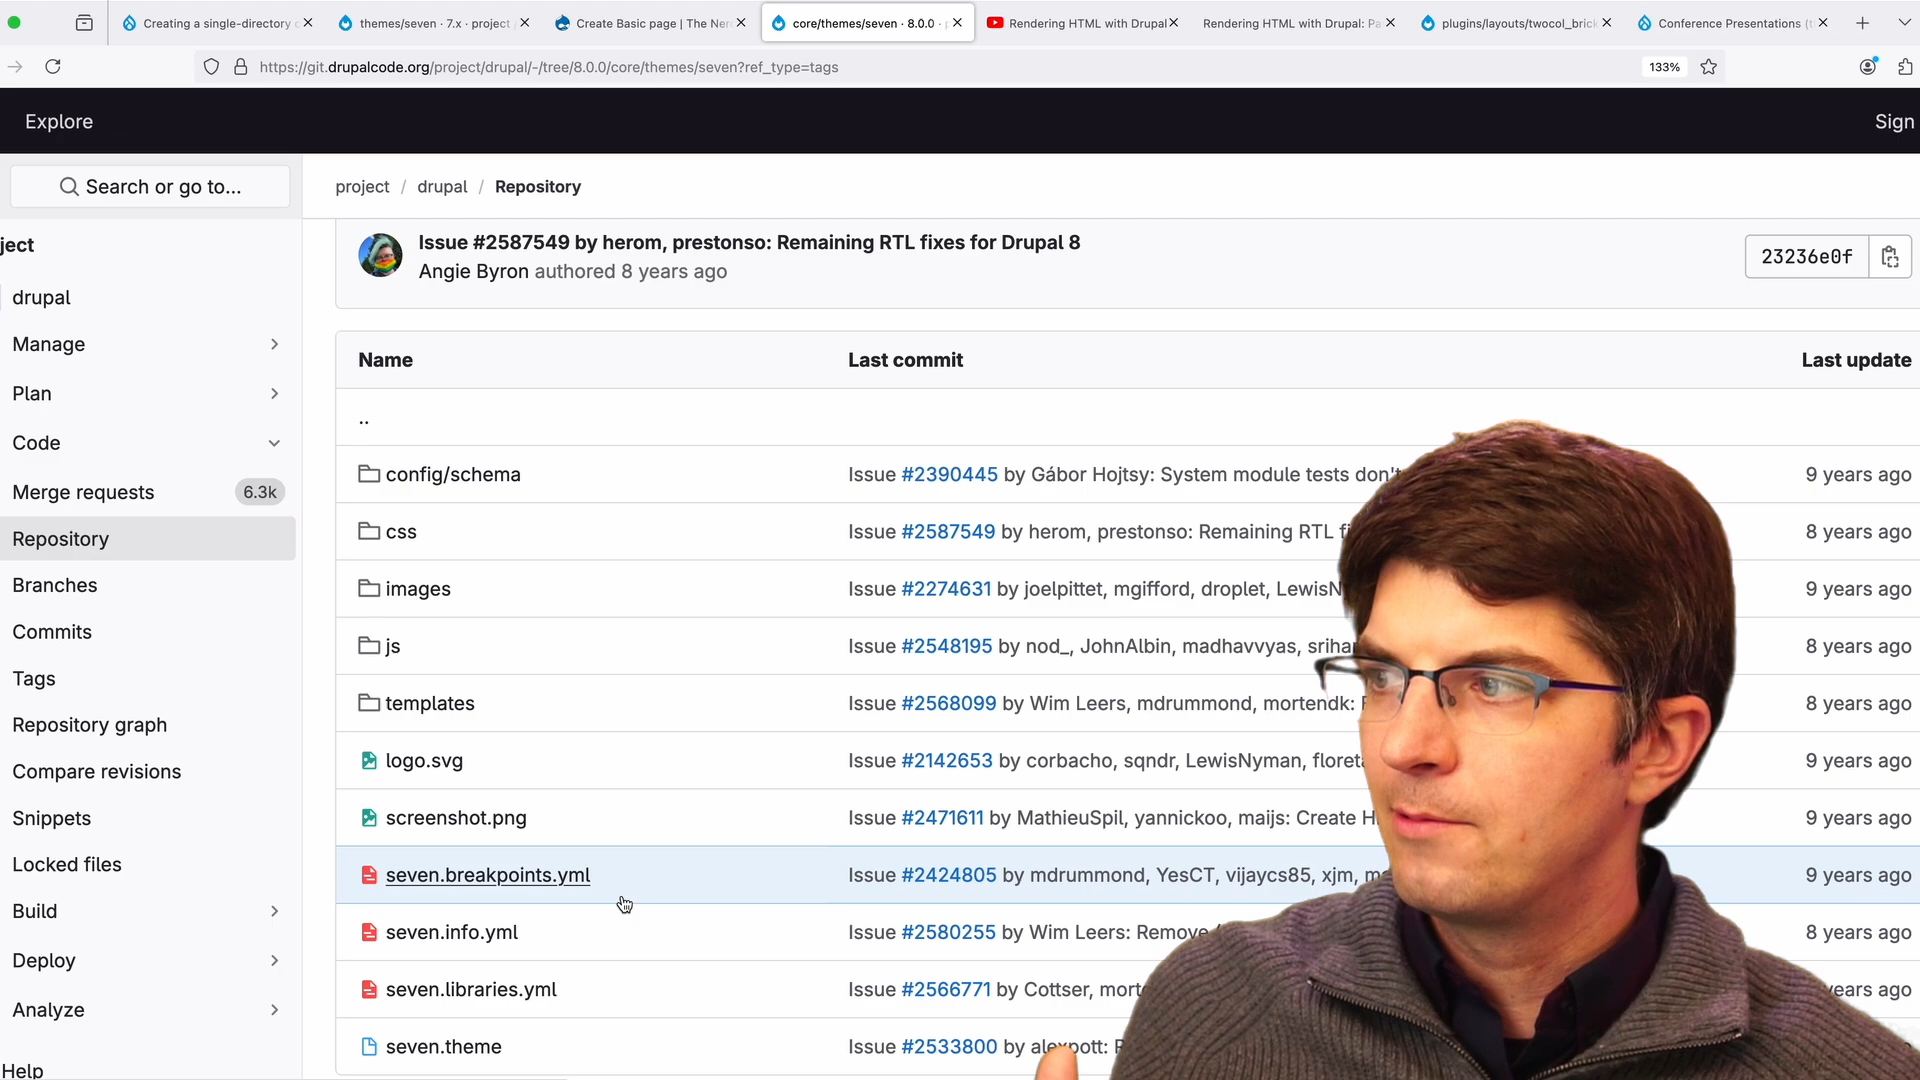 Creating a single-directory c
themes/seven · 7.x · project /
Create Basic page | The Ner
core/themes/seven · 8.0.0 · p
Rendering HTML with Drupal
Rendering HTML with Drupal: Pa
plugins/layouts/twocol_brick
Conference Presentations (t
https://git.drupalcode.org/project/drupal/-/tree/8.0.0/core/themes/seven?ref_type=tags
133%
Explore
Sign
Search or go to...
project / drupal / Repository
ject
drupal
Manage
Plan
Code
Merge requests 6.3k
Repository
Branches
Commits
Tags
Repository graph
Compare revisions
Snippets
Locked files
Build
Deploy
Analyze
Help
Issue #2587549 by herom, prestonso: Remaining RTL fixes for Drupal 8
Angie Byron authored 8 years ago
23236e0f
Name Last commit Last update
..
config/schema Issue #2390445 by Gábor Hojtsy: System module tests don't 9 years ago
css Issue #2587549 by herom, prestonso: Remaining RTL fi 8 years ago
images Issue #2274631 by joelpittet, mgifford, droplet, LewisN 9 years ago
js Issue #2548195 by nod_, JohnAlbin, madhavvyas, srihar 8 years ago
templates Issue #2568099 by Wim Leers, mdrummond, mortendk: 8 years ago
logo.svg Issue #2142653 by corbacho, sqndr, LewisNyman, floreta 9 years ago
screenshot.png Issue #2471611 by MathieuSpil, yannickoo, maijs: Create H 9 years ago
seven.breakpoints.yml Issue #2424805 by mdrummond, YesCT, vijaycs85, xjm, m 9 years ago
seven.info.yml Issue #2580255 by Wim Leers: Remove 8 years ago
seven.libraries.yml Issue #2566771 by Cottser, morte years ago
seven.theme Issue #2533800 by alexpott: